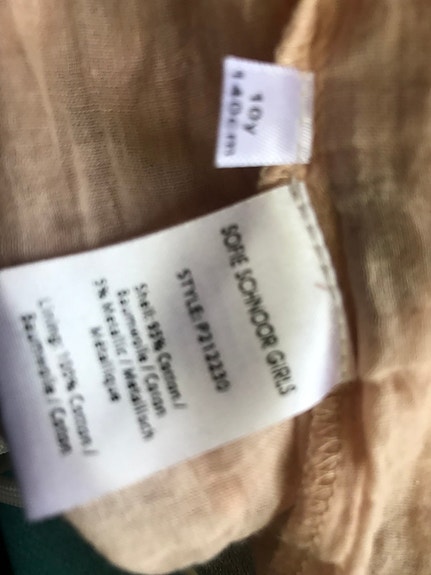 10y
140cm
SOFIE SCHNOOR GIRLS
STYLE: P212230
Shell: 95% Cotton /
Baumwolle / Coton
5% Metallic / Metallisch
Métallique
Lining: 100% Cotton /
Baumwolle / Coton